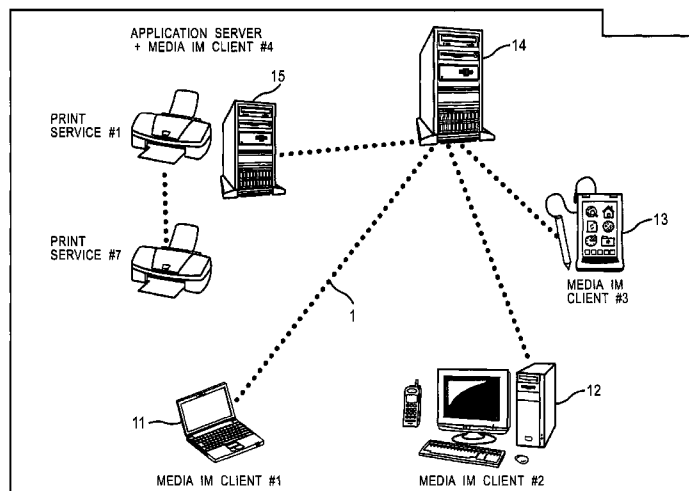 APPLICATION SERVER
+ MEDIA IM CLIENT #4
14
15
PRINT
SERVICE #1
13
PRINT
SERVICE #7
MEDIA IM
CLIENT #3
1
11
12
MEDIA IM CLIENT #1
MEDIA IM CLIENT #2